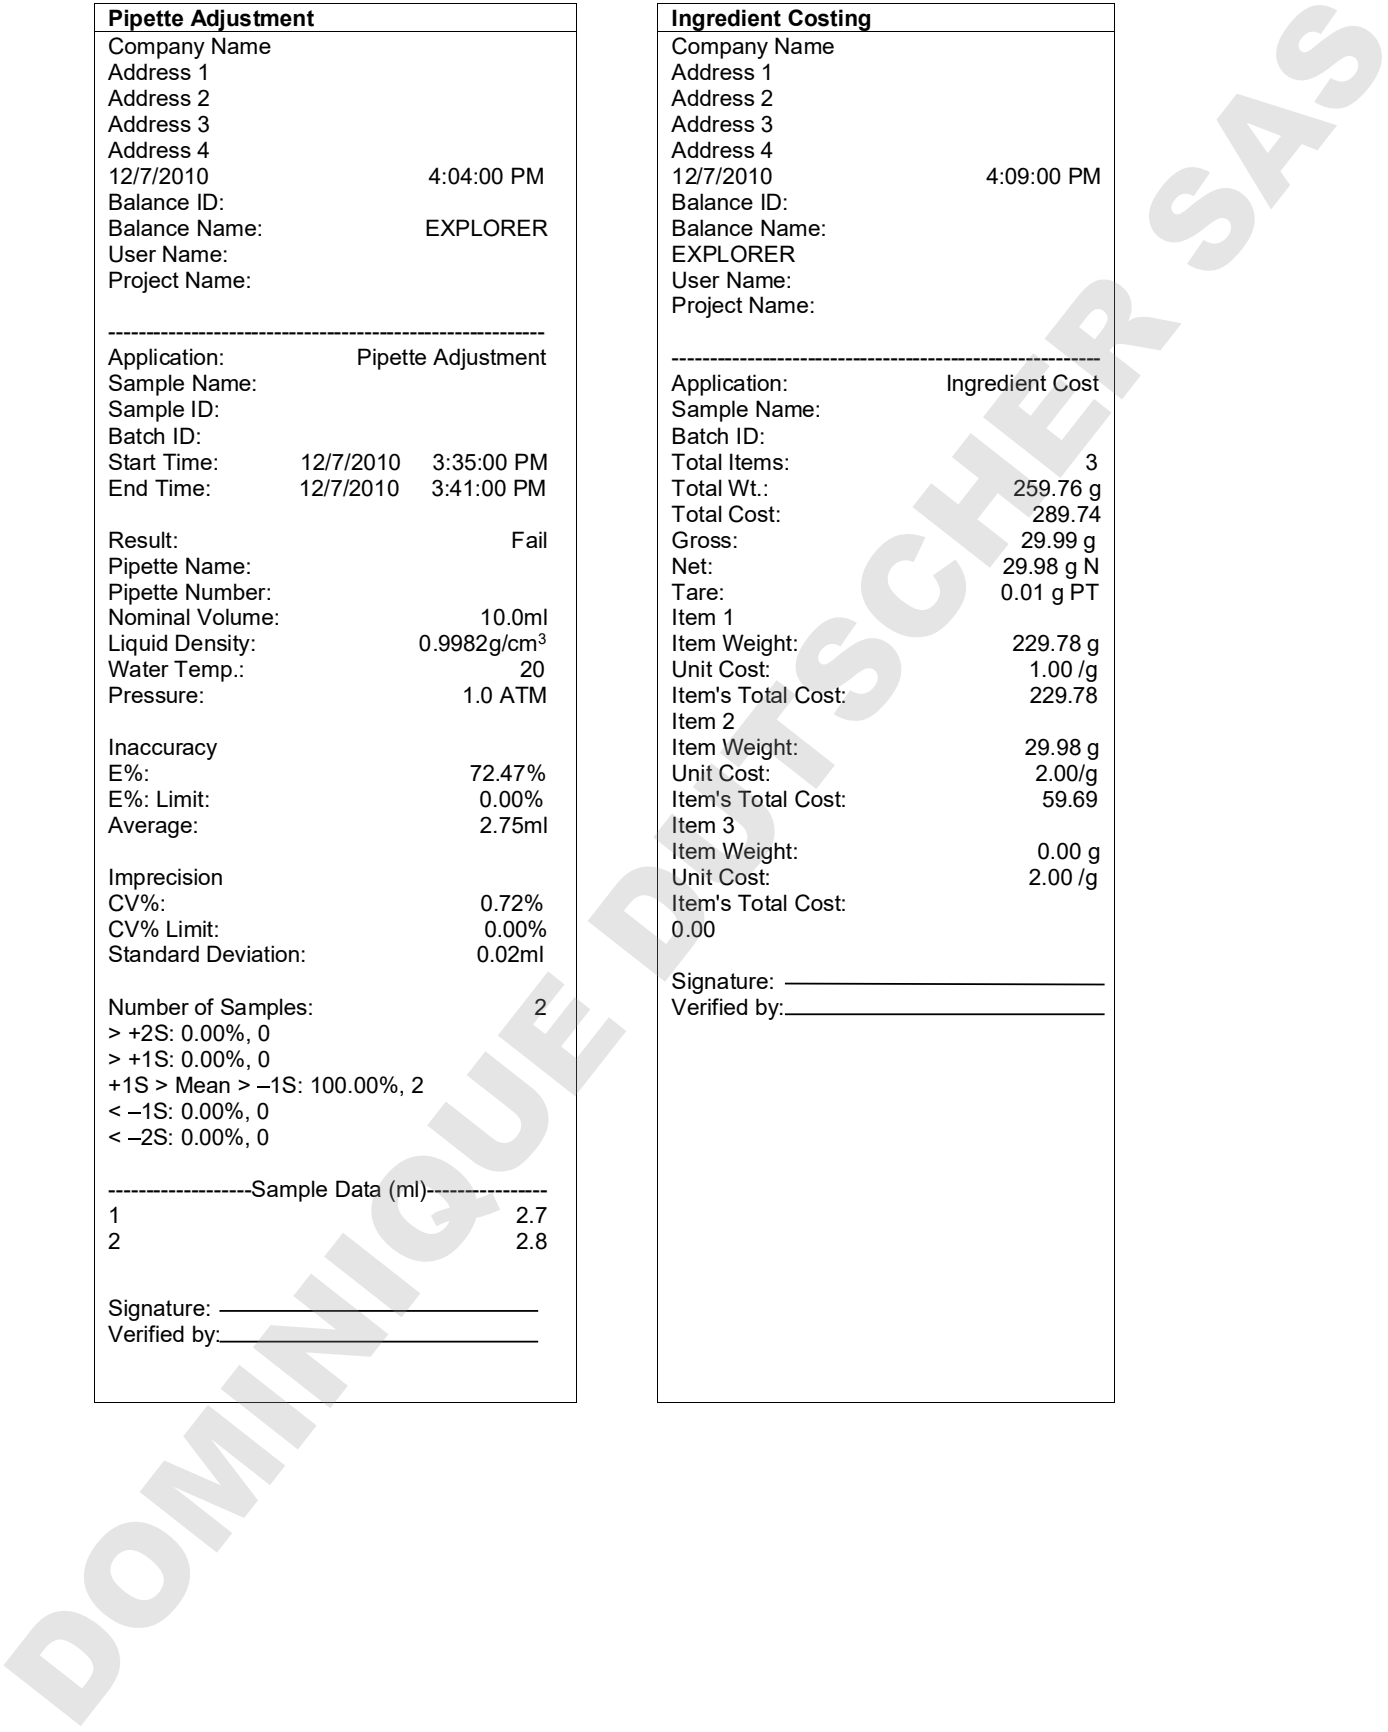 Pipette Adjustment
Company Name
Address 1
Address 2
Address 3
Address 4
12/7/2010 4:04:00 PM
Balance ID:
Balance Name: EXPLORER
User Name:
Project Name:
----------------------------------------------------------
Application: Pipette Adjustment
Sample Name:
Sample ID:
Batch ID:
Start Time: 12/7/2010 3:35:00 PM
End Time: 12/7/2010 3:41:00 PM
Result: Fail
Pipette Name:
Pipette Number:
Nominal Volume: 10.0ml
Liquid Density: 0.9982g/cm³
Water Temp.: 20
Pressure: 1.0 ATM
Inaccuracy
E%: 72.47%
E%: Limit: 0.00%
Average: 2.75ml
Imprecision
CV%: 0.72%
CV% Limit: 0.00%
Standard Deviation: 0.02ml
Number of Samples: 2
> +2S: 0.00%, 0
> +1S: 0.00%, 0
+1S > Mean > –1S: 100.00%, 2
< –1S: 0.00%, 0
< –2S: 0.00%, 0
-------------------Sample Data (ml)----------------
1 2.7
2 2.8
Signature:
Verified by:
Ingredient Costing
Company Name
Address 1
Address 2
Address 3
Address 4
12/7/2010 4:09:00 PM
Balance ID:
Balance Name:
EXPLORER
User Name:
Project Name:
---------------------------------------------------------
Application: Ingredient Cost
Sample Name:
Batch ID:
Total Items: 3
Total Wt.: 259.76 g
Total Cost: 289.74
Gross: 29.99 g
Net: 29.98 g N
Tare: 0.01 g PT
Item 1
Item Weight: 229.78 g
Unit Cost: 1.00 /g
Item's Total Cost: 229.78
Item 2
Item Weight: 29.98 g
Unit Cost: 2.00/g
Item's Total Cost: 59.69
Item 3
Item Weight: 0.00 g
Unit Cost: 2.00 /g
Item's Total Cost:
0.00
Signature:
Verified by:
DOMINIQUE DUTSCHER SAS